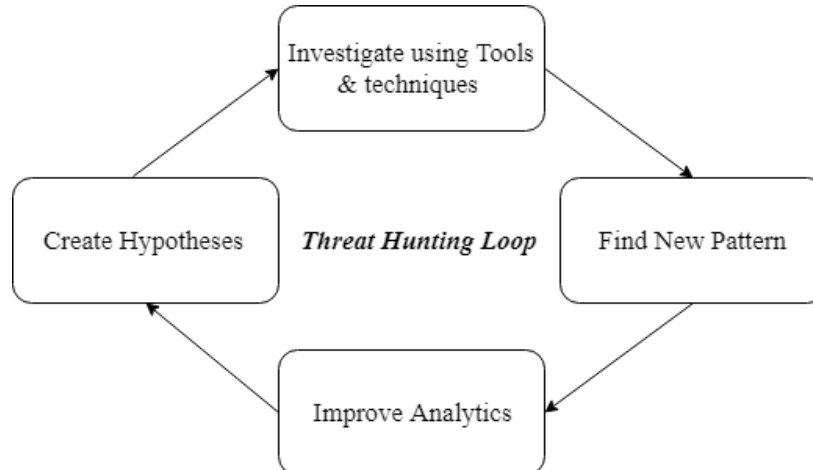 Investigate using Tools
& techniques
Create Hypotheses
Threat Hunting Loop
Find New Pattern
Improve Analytics